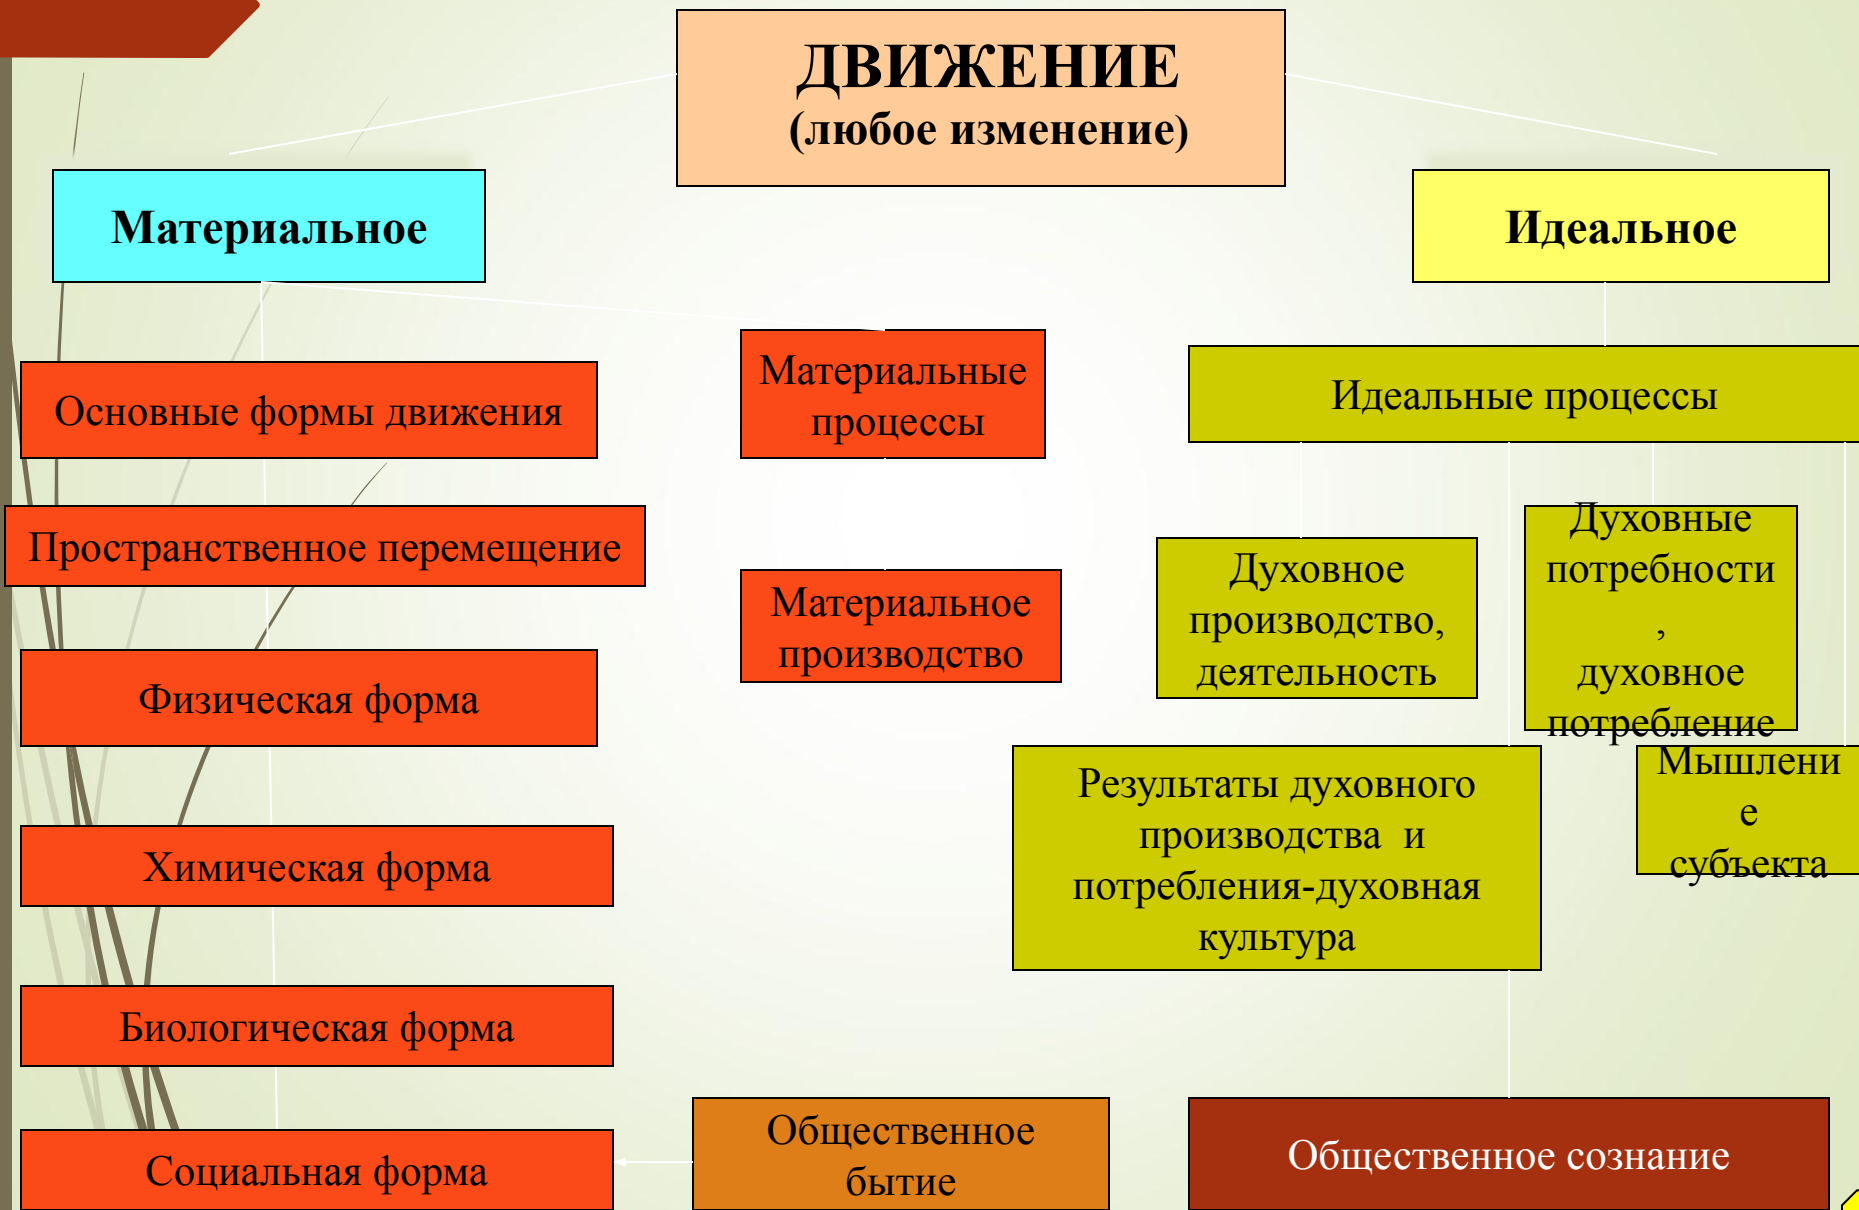 ДВИЖЕНИЕ
(любое изменение)
Материальное
Идеальное
Основные формы движения
Материальные
процессы
Идеальные процессы
Пространственное перемещение
Материальное
производство
Духовное
производство,
деятельность
Духовные
потребности
,
духовное
потребление
Физическая форма
Результаты духовного
производства и
потребления-духовная
культура
Мышлени
е
субъекта
Химическая форма
Биологическая форма
Социальная форма
Общественное
бытие
Общественное сознание